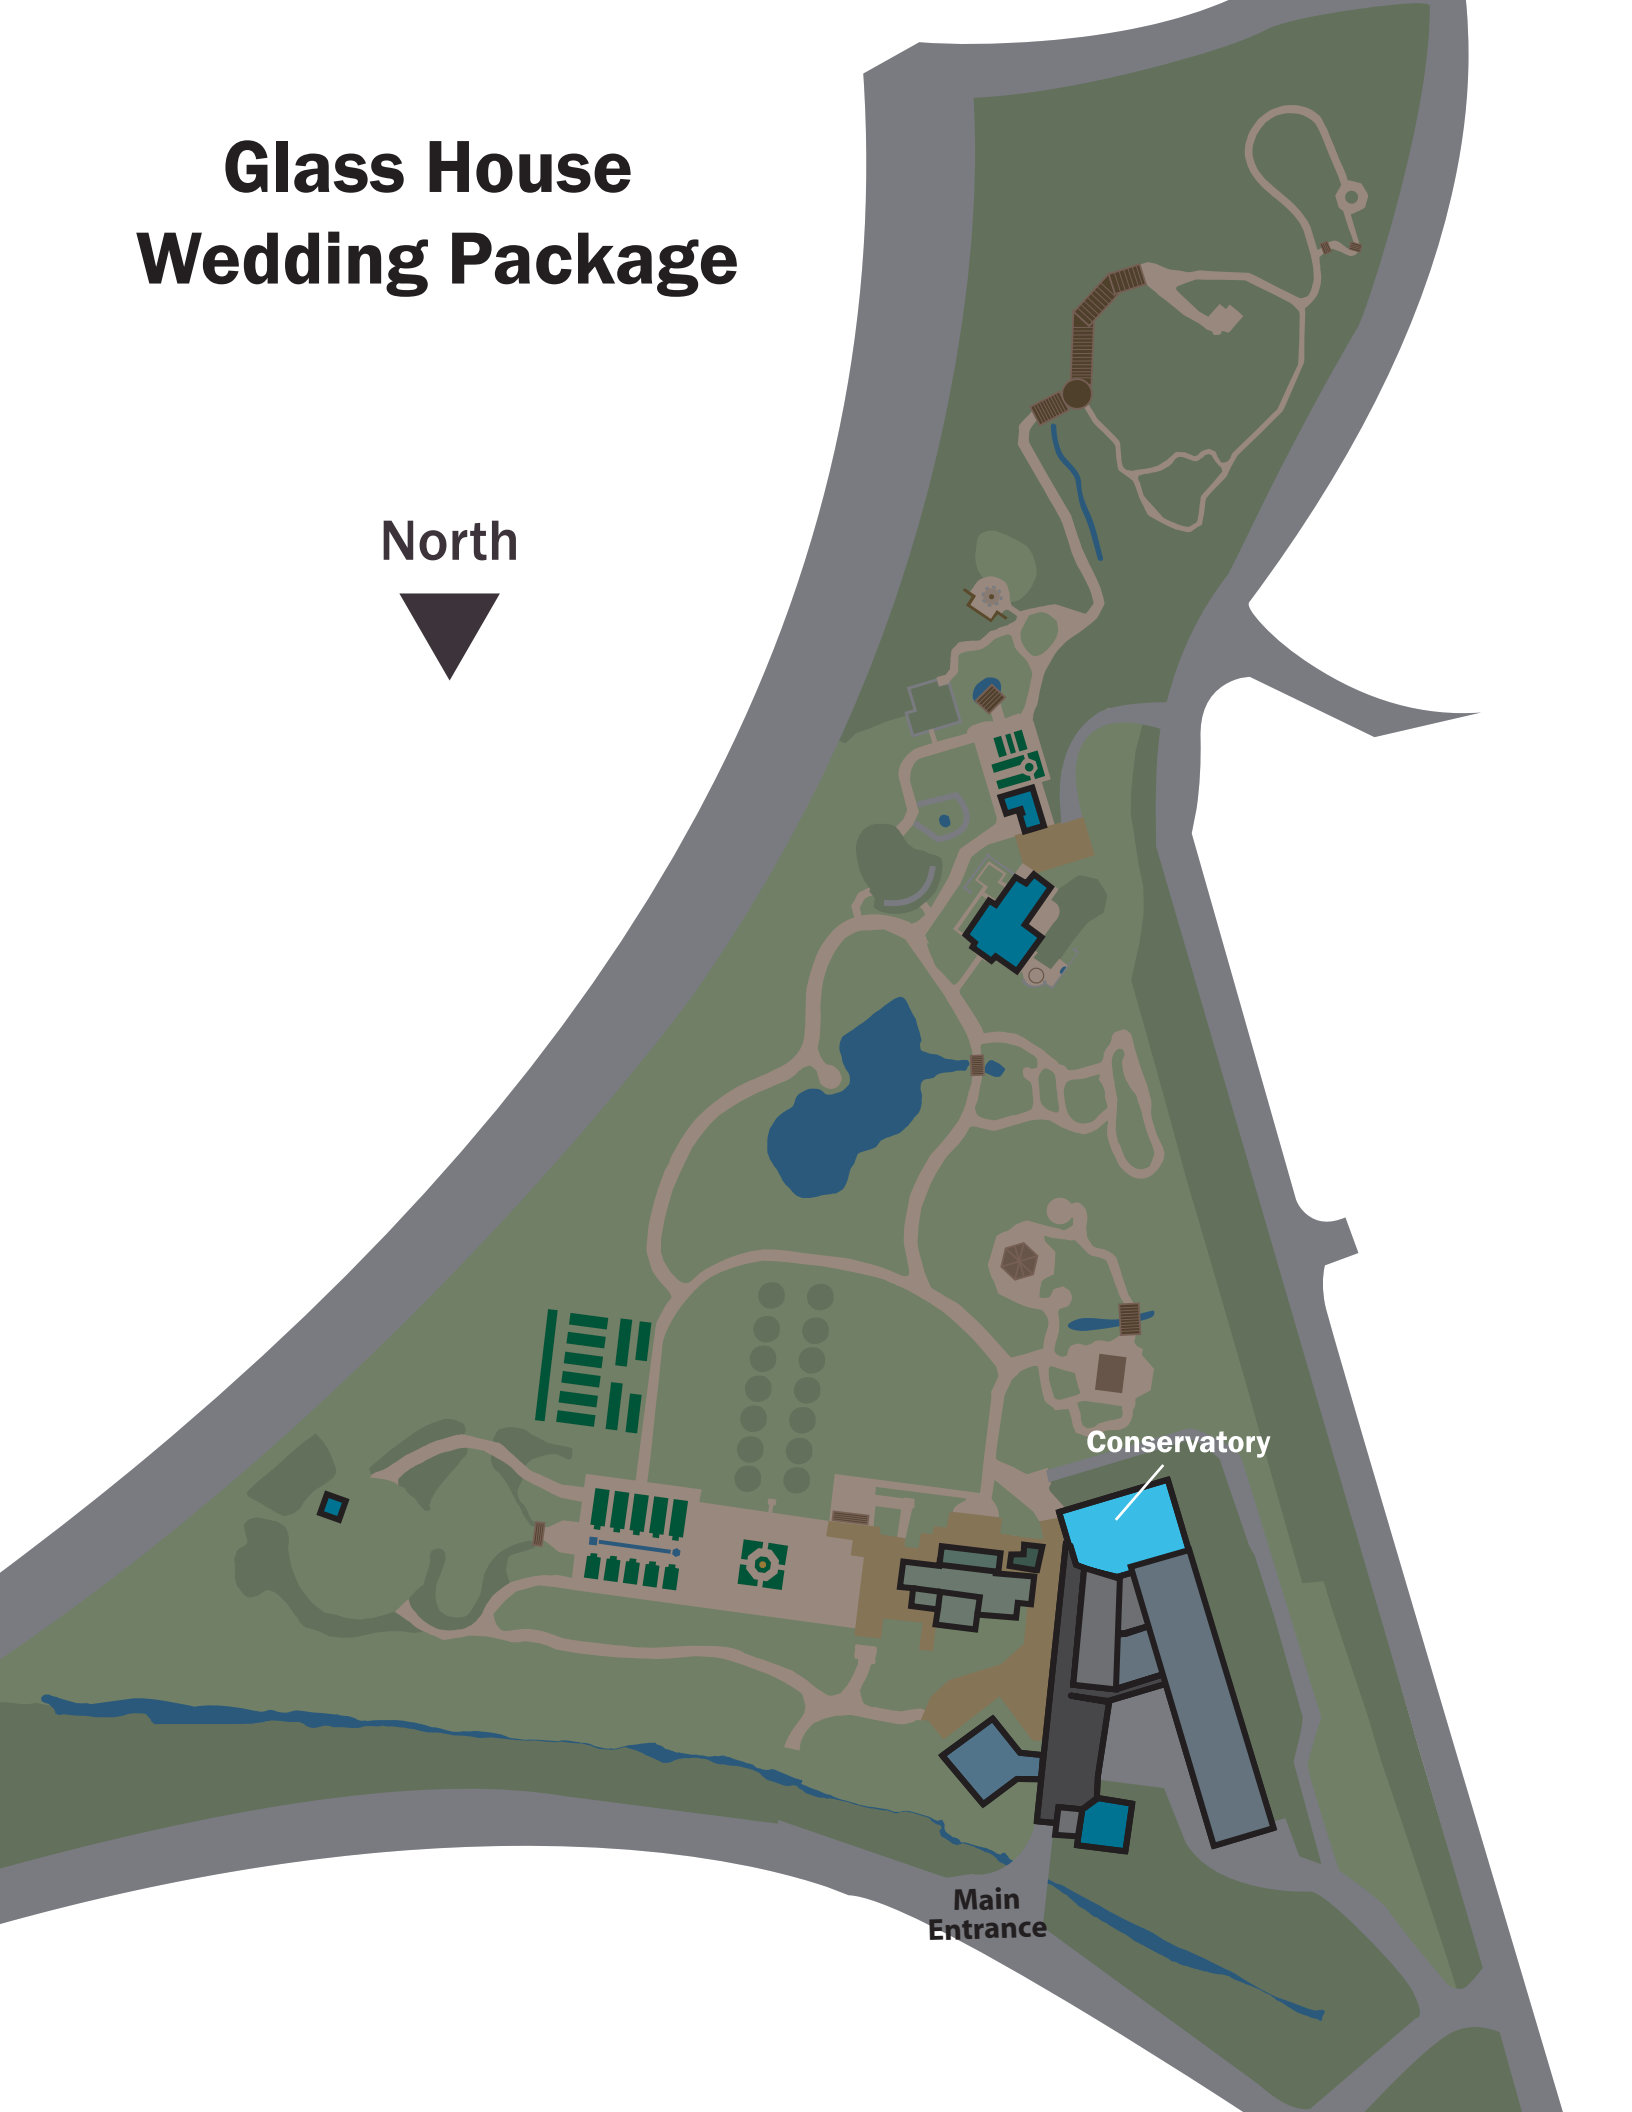 Glass House
Wedding Package
North
Conservatory
Main
Entrance